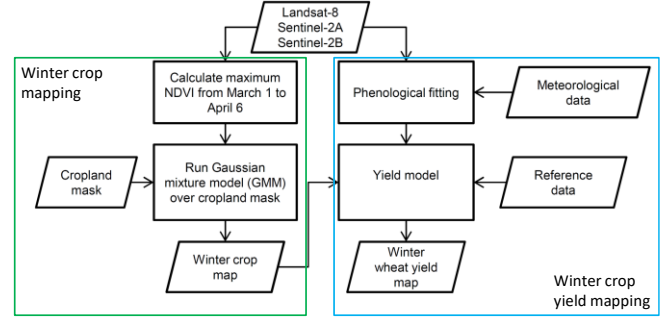 Landsat-8
Sentinel-2A
Sentinel-2B
Winter crop
mapping
Calculate maximum
NDVI from March 1 to
April 6
Phenological fitting
Meteorological
data
Cropland
mask
Run Gaussian
mixture model (GMM)
over cropland mask
Yield model
Reference
data
Winter crop
map
Winter
wheat yield
map
Winter crop
yield mapping